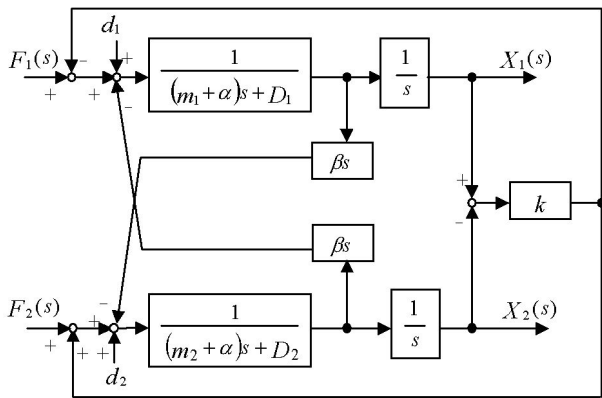 d₁
F₁(s) − + 1 1 X₁(s)
+ + − (m₁+α)s+D₁ s
βs
+
k
−
βs
F₂(s) − + 1 1 X₂(s)
+ + + (m₂+α)s+D₂ s
d₂